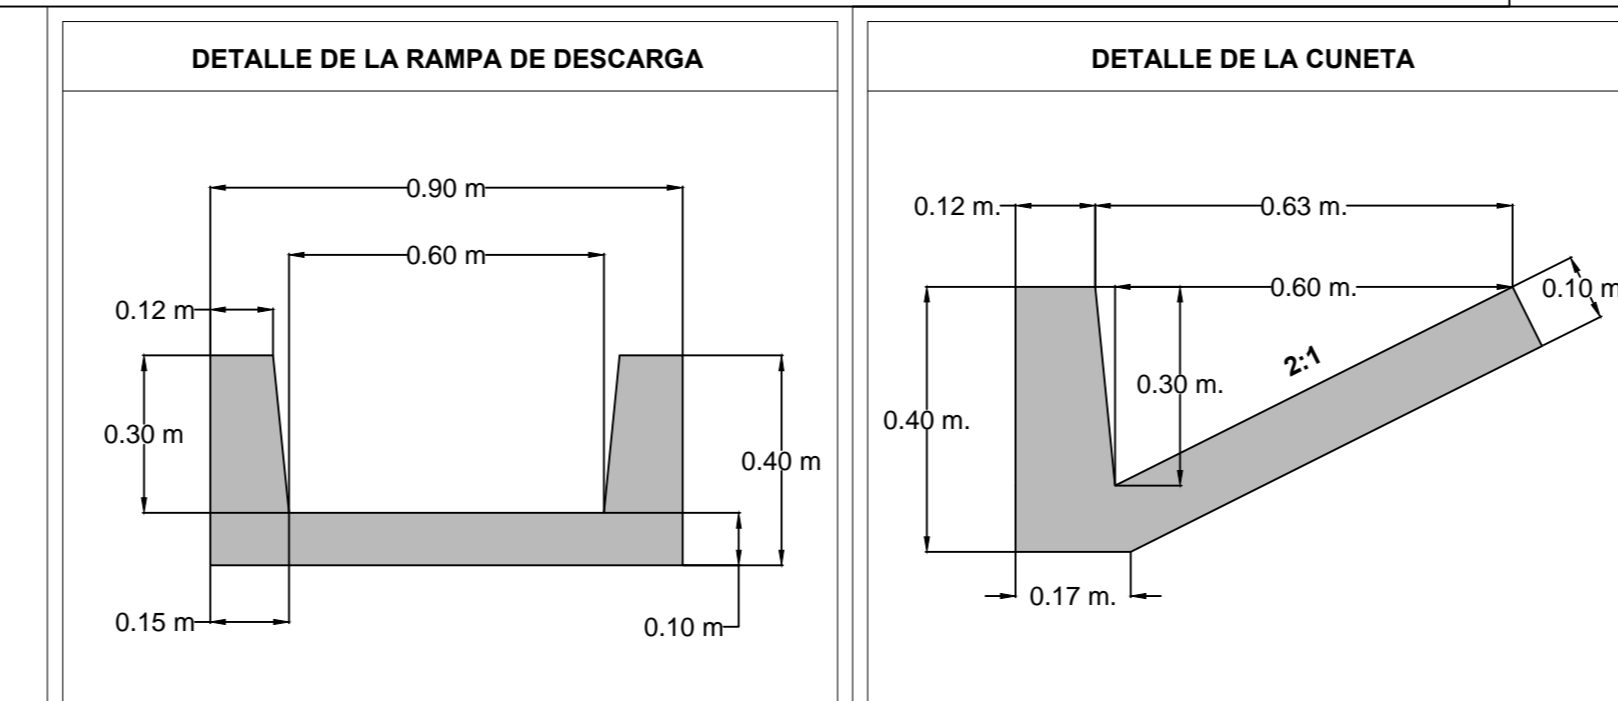 DETALLE DE LA RAMPA DE DESCARGA
0.90 m
0.60 m
0.12 m
0.30 m
0.40 m
0.15 m
0.10 m
DETALLE DE LA CUNETA
0.12 m.
0.63 m.
0.60 m.
0.10 m
2:1
0.30 m.
0.40 m.
0.17 m.